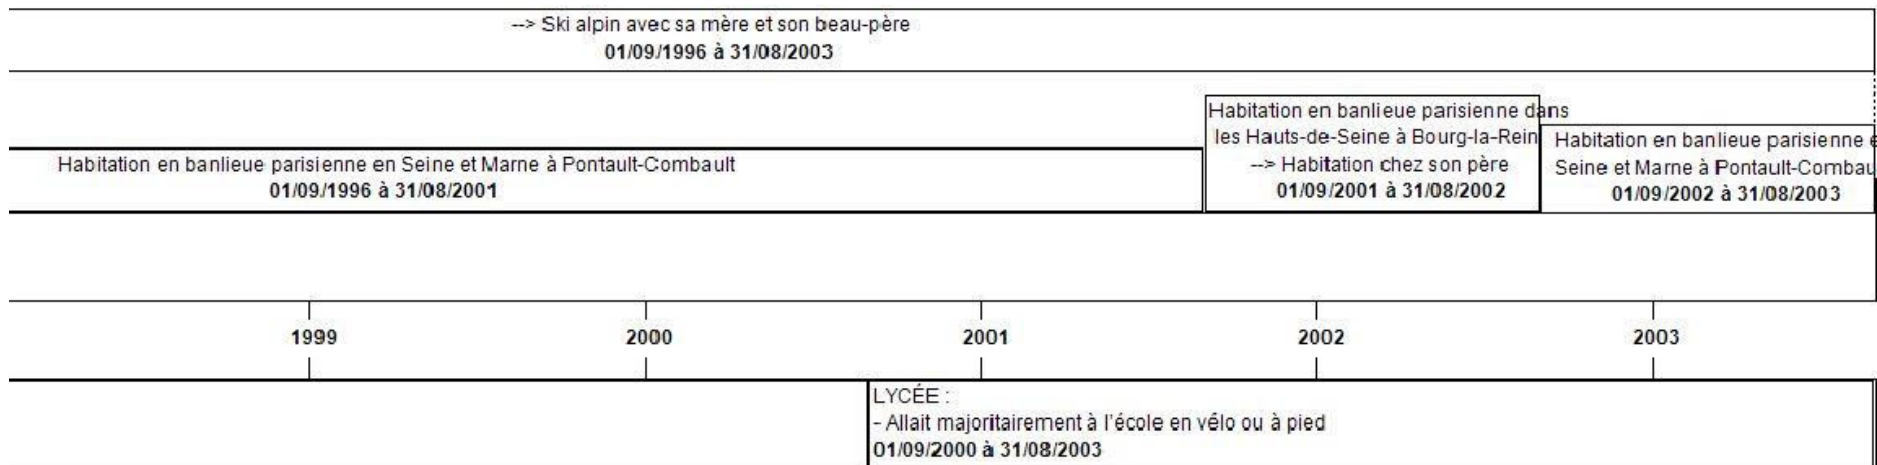 --> Ski alpin avec sa mère et son beau-père
01/09/1996 à 31/08/2003
Habitation en banlieue parisienne dans
les Hauts-de-Seine à Bourg-la-Rein
--> Habitation chez son père
01/09/2001 à 31/08/2002
Habitation en banlieue parisienne e
Seine et Marne à Pontault-Combau
01/09/2002 à 31/08/2003
Habitation en banlieue parisienne en Seine et Marne à Pontault-Combault
01/09/1996 à 31/08/2001
1999 2000 2001 2002 2003
LYCÉE :
- Allait majoritairement à l'école en vélo ou à pied
01/09/2000 à 31/08/2003